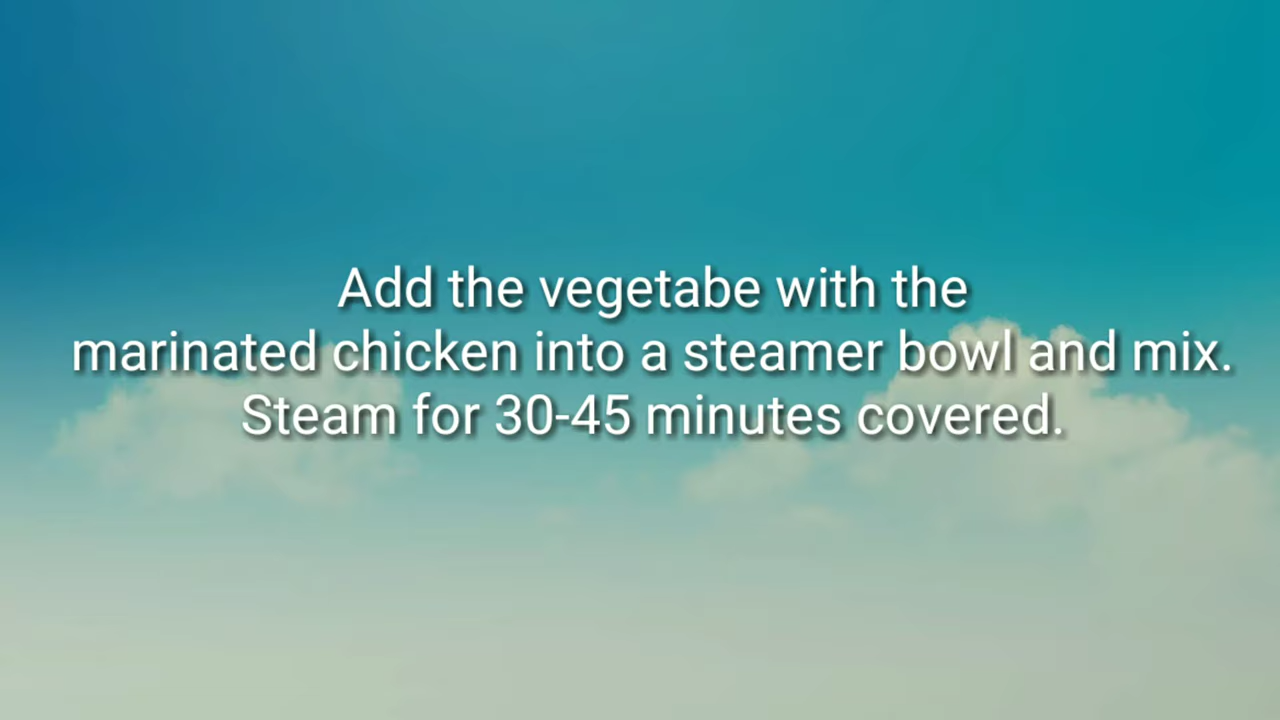 Add the vegetabe with the
marinated chicken into a steamer bowl and mix.
Steam for 30-45 minutes covered.